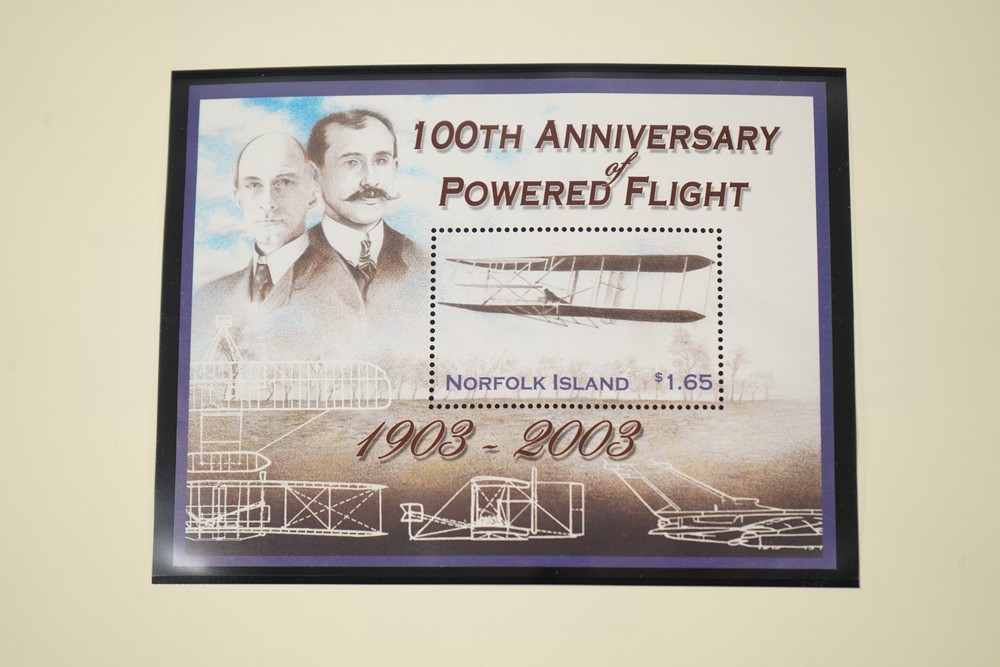 100TH ANNIVERSARY
of
POWERED FLIGHT
NORFOLK ISLAND $1.65
1903 - 2003